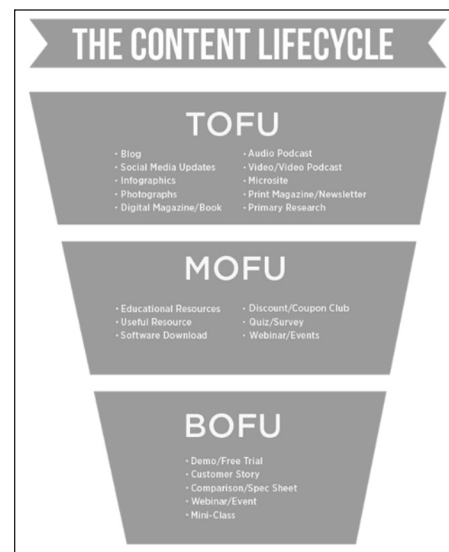 THE CONTENT LIFECYCLE
TOFU
• Blog
• Social Media Updates
• Infographics
• Photographs
• Digital Magazine/Book
• Audio Podcast
• Video/Video Podcast
• Microsite
• Print Magazine/Newsletter
• Primary Research
MOFU
• Educational Resources
• Useful Resource
• Software Download
• Discount/Coupon Club
• Quiz/Survey
• Webinar/Events
BOFU
• Demo/Free Trial
• Customer Story
• Comparison/Spec Sheet
• Webinar/Event
• Mini-Class